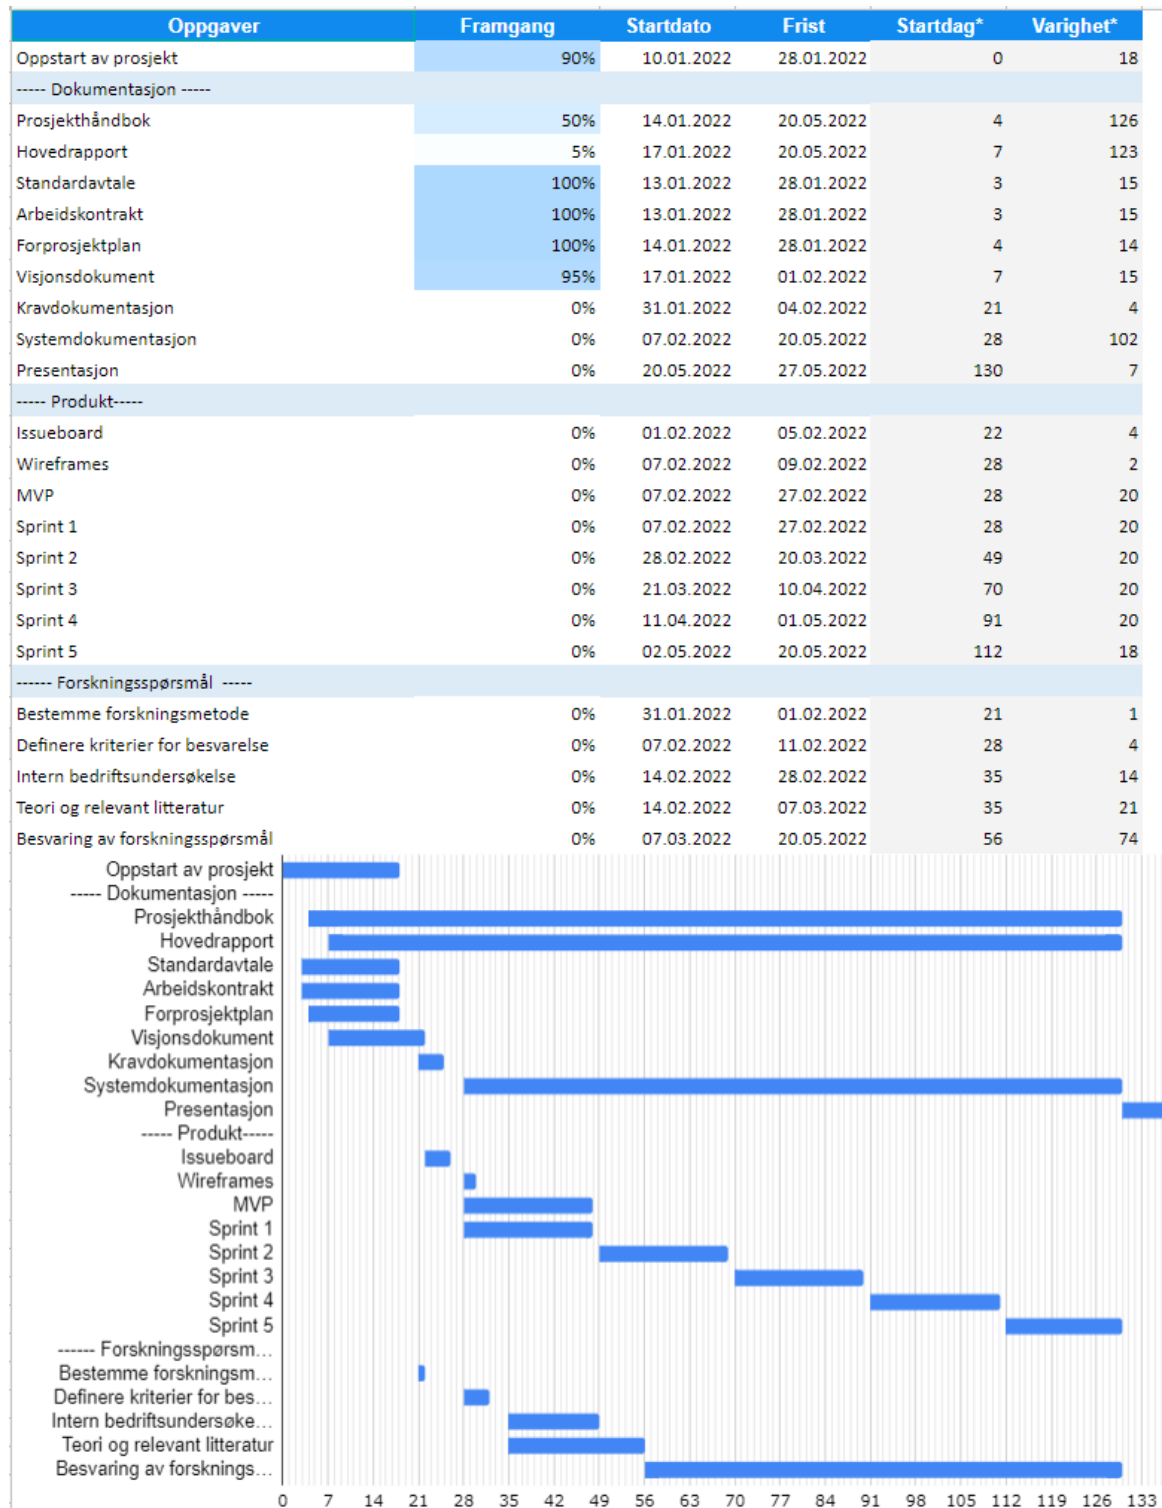 Oppgaver Framgang Startdato Frist Startdag* Varighet*
Oppstart av prosjekt 90% 10.01.2022 28.01.2022 0 18
----- Dokumentasjon -----
Prosjekthåndbok 50% 14.01.2022 20.05.2022 4 126
Hovedrapport 5% 17.01.2022 20.05.2022 7 123
Standardavtale 100% 13.01.2022 28.01.2022 3 15
Arbeidskontrakt 100% 13.01.2022 28.01.2022 3 15
Forprosjektplan 100% 14.01.2022 28.01.2022 4 14
Visjonsdokument 95% 17.01.2022 01.02.2022 7 15
Kravdokumentasjon 0% 31.01.2022 04.02.2022 21 4
Systemdokumentasjon 0% 07.02.2022 20.05.2022 28 102
Presentasjon 0% 20.05.2022 27.05.2022 130 7
----- Produkt-----
Issueboard 0% 01.02.2022 05.02.2022 22 4
Wireframes 0% 07.02.2022 09.02.2022 28 2
MVP 0% 07.02.2022 27.02.2022 28 20
Sprint 1 0% 07.02.2022 27.02.2022 28 20
Sprint 2 0% 28.02.2022 20.03.2022 49 20
Sprint 3 0% 21.03.2022 10.04.2022 70 20
Sprint 4 0% 11.04.2022 01.05.2022 91 20
Sprint 5 0% 02.05.2022 20.05.2022 112 18
------ Forskningsspørsmål -----
Bestemme forskningsmetode 0% 31.01.2022 01.02.2022 21 1
Definere kriterier for besvarelse 0% 07.02.2022 11.02.2022 28 4
Intern bedriftsundersøkelse 0% 14.02.2022 28.02.2022 35 14
Teori og relevant litteratur 0% 14.02.2022 07.03.2022 35 21
Besvaring av forskningsspørsmål 0% 07.03.2022 20.05.2022 56 74
Oppstart av prosjekt
----- Dokumentasjon -----
Prosjekthåndbok
Hovedrapport
Standardavtale
Arbeidskontrakt
Forprosjektplan
Visjonsdokument
Kravdokumentasjon
Systemdokumentasjon
Presentasjon
----- Produkt-----
Issueboard
Wireframes
MVP
Sprint 1
Sprint 2
Sprint 3
Sprint 4
Sprint 5
------ Forskningsspørsm...
Bestemme forskningsm...
Definere kriterier for bes...
Intern bedriftsundersøke...
Teori og relevant litteratur
Besvaring av forsknings...
0 7 14 21 28 35 42 49 56 63 70 77 84 91 98 105 112 119 126 133